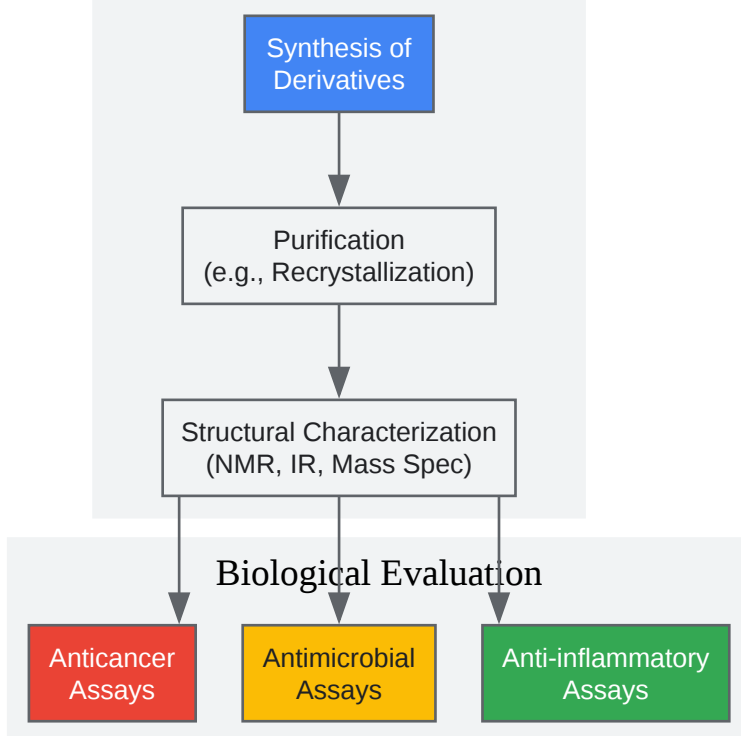 Synthesis of
Derivatives
Purification
(e.g., Recrystallization)
Structural Characterization
(NMR, IR, Mass Spec)
Biological Evaluation
Anticancer
Assays
Antimicrobial
Assays
Anti-inflammatory
Assays